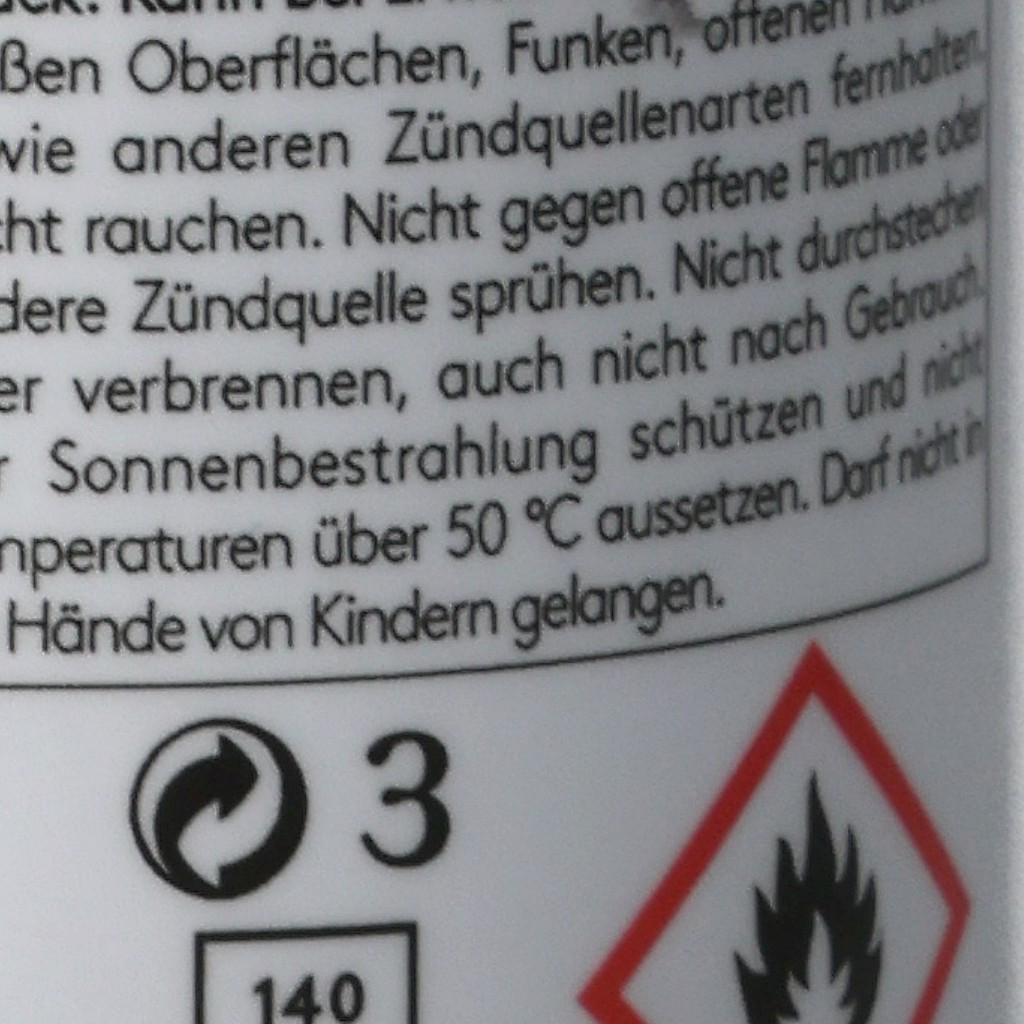 ßen Oberflächen, Funken, offenen
wie anderen Zündquellenarten fernhalten.
cht rauchen. Nicht gegen offene Flamme oder
dere Zündquelle sprühen. Nicht durchstechen
er verbrennen, auch nicht nach Gebrauch.
r Sonnenbestrahlung schützen und nicht
mperaturen über 50 °C aussetzen. Darf nicht in
Hände von Kindern gelangen.
3
140